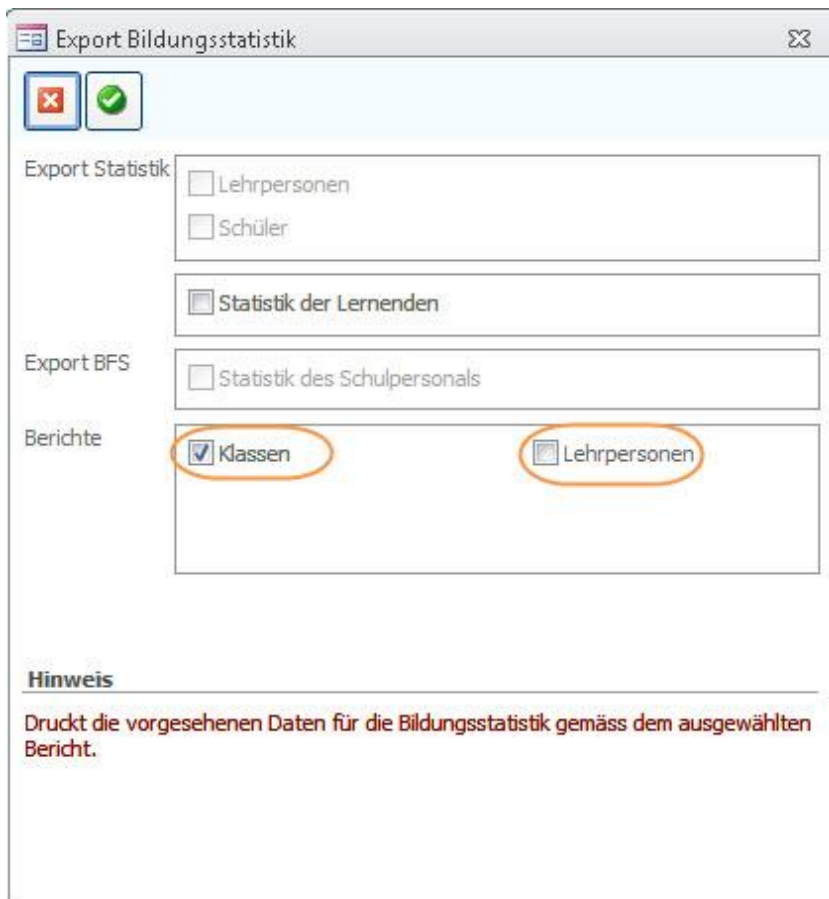 Export Bildungsstatistik
Export Statistik
Lehrpersonen
Schüler
Statistik der Lernenden
Export BFS
Statistik des Schulpersonals
Berichte
Klassen
Lehrpersonen
Hinweis
Druckt die vorgesehenen Daten für die Bildungsstatistik gemäss dem ausgewählten
Bericht.